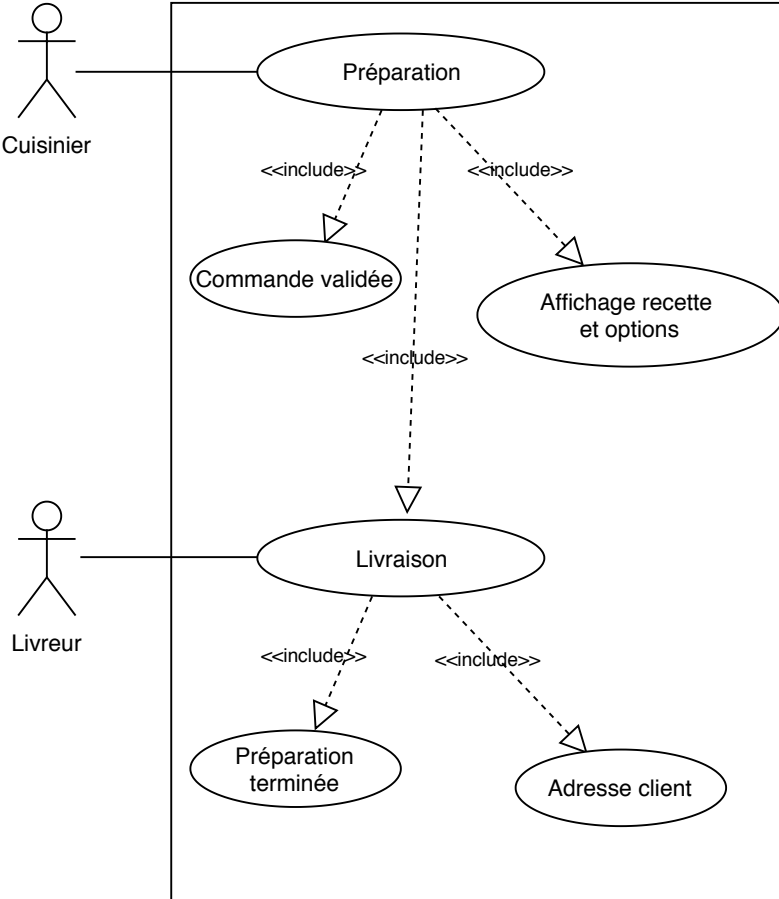 Préparation
Cuisinier
<<include>>
<<include>>
Commande validée
Affichage recette
et options
<<include>>
Livraison
Livreur
<<include>>
<<include>>
Préparation
terminée
Adresse client